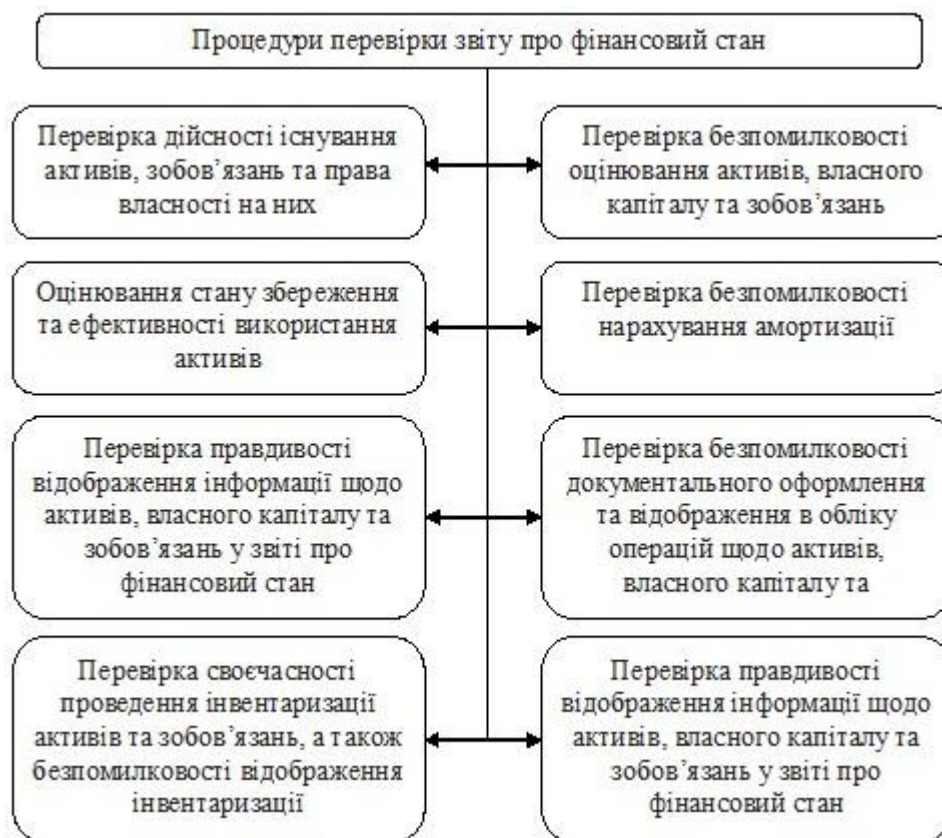 Процедури перевірки звіту про фінансовий стан
Перевірка дійсності існування
активів, зобов’язань та права
власності на них
Перевірка безпомилковості
оцінювання активів, власного
капіталу та зобов’язань
Оцінювання стану збереження
та ефективності використання
активів
Перевірка безпомилковості
нарахування амортизації
Перевірка правдивості
відображення інформації щодо
активів, власного капіталу та
зобов’язань у звіті про
фінансовий стан
Перевірка безпомилковості
документального оформлення
та відображення в обліку
операцій щодо активів,
власного капіталу та
Перевірка своєчасності
проведення інвентаризації
активів та зобов’язань, а також
безпомилковості відображення
інвентаризації
Перевірка правдивості
відображення інформації щодо
активів, власного капіталу та
зобов’язань у звіті про
фінансовий стан